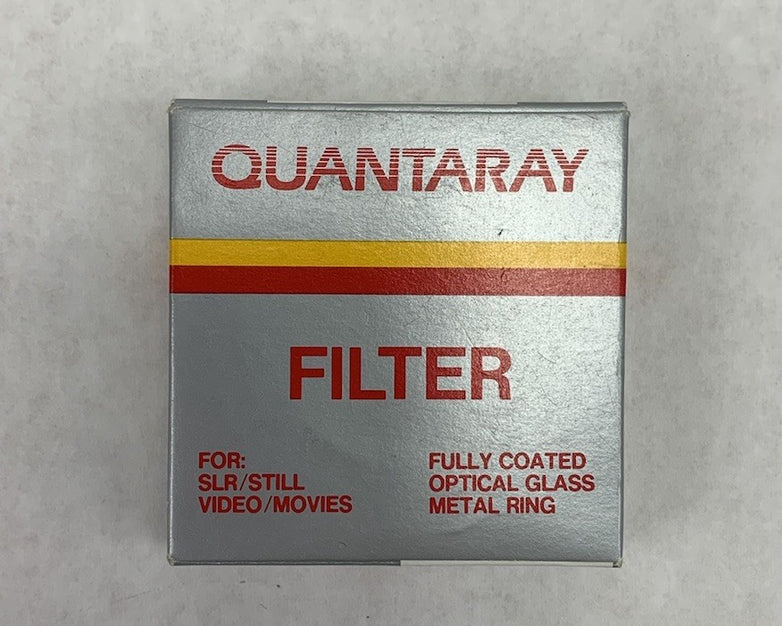 QUANTARAY
FILTER
FOR:
SLR/STILL
VIDEO/MOVIES
FULLY COATED
OPTICAL GLASS
METAL RING